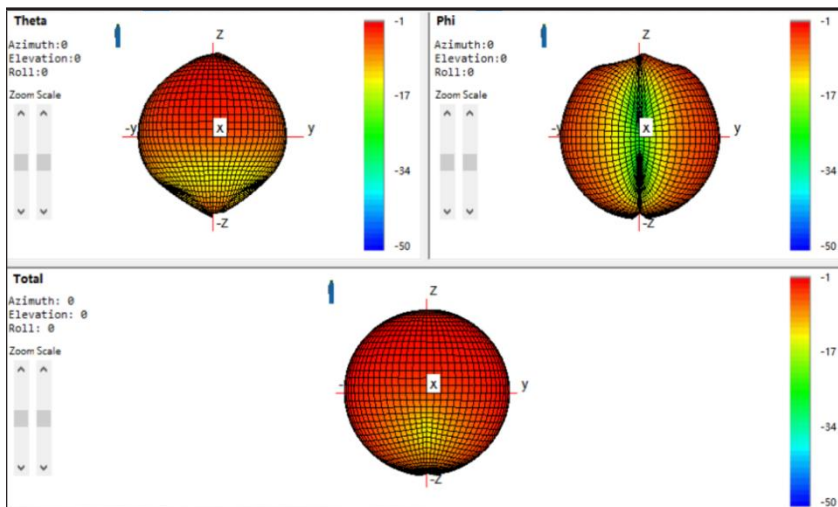 Theta
Azimuth:0
Elevation:0
Roll:0
Zoom Scale
Z
-y
x
y
-Z
-1
-17
-34
-50
Phi
Azimuth:0
Elevation:0
Roll:0
Zoom Scale
Z
-y
x
y
-Z
-1
-17
-34
-50
Total
Azimuth: 0
Elevation: 0
Roll: 0
Zoom Scale
Z
x
y
-Z
-1
-17
-34
-50